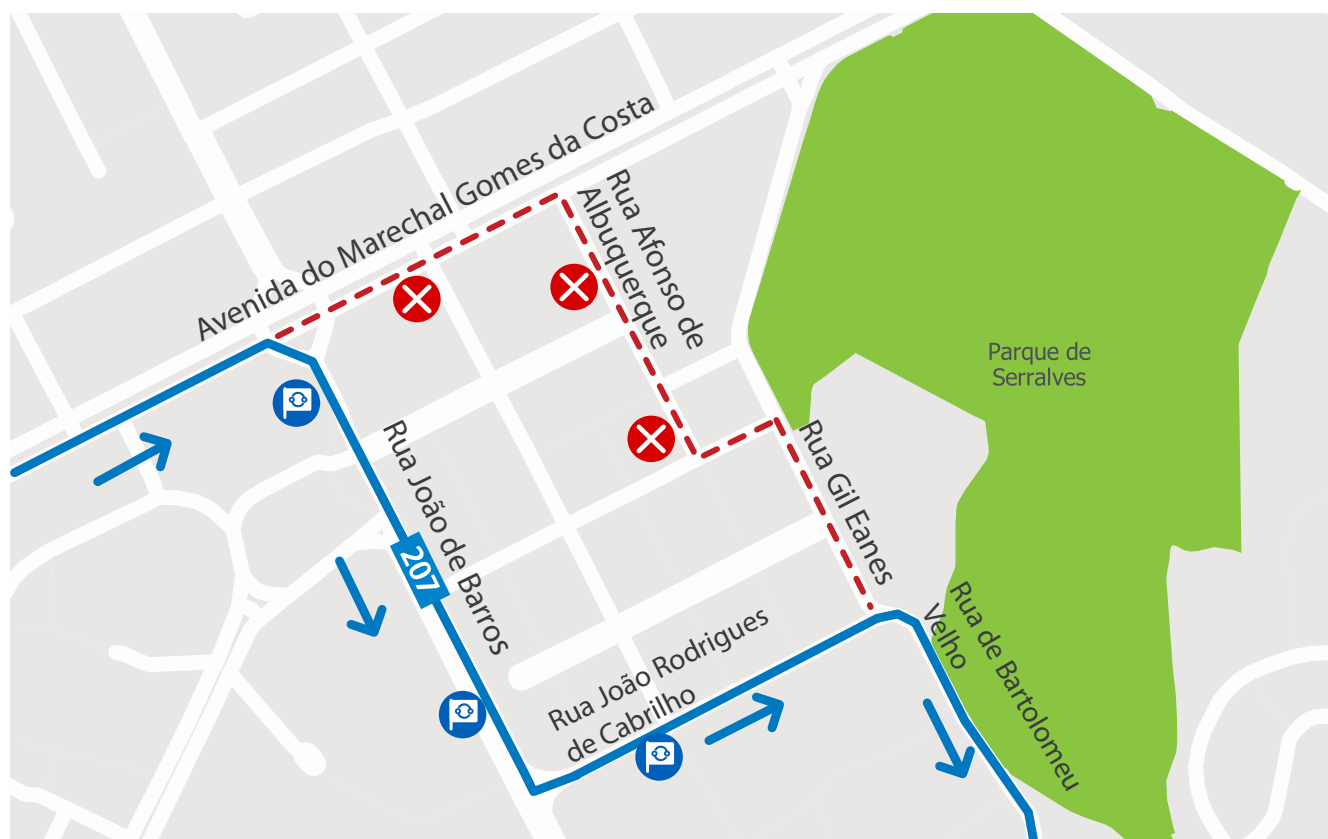 Avenida do Marechal Gomes da Costa
Rua Afonso de
Albuquerque
Parque de
Serralves
Rua João de Barros
207
Rua Gil Eanes
Rua João Rodrigues
de Cabrilho
Rua de Bartolomeu
Velho